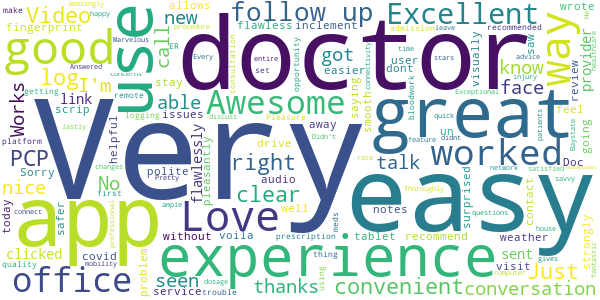 Very
doctor
easy
app
great
experience
use
good
office
way
Excellent
follow up
Awesome
worked
Love
Video
new
convenient
conversation
right
clear
talk
face
know
Just
seen
thanks
PCP
nice
No
log
I'm
able
link
call
got
Works
visit
sent
provider
review
wrote
inclement
flawless
allows
fingerprint
scrip
stay
ER
user
easier
dont
visually
saw
saying
smooth
surprised
un
Doc
feel
going
strongly
contact
weather
recommend
notes
tablet
audio
away
drive
well
without
voila
service
trouble
problem
covid
clicked
safer
today
Sorry
polite
helpful
issues
flawlessly
pleasantly
quality
connect
mobility
platform
first
lastly
changes
Pretty
dosage
prescription
meds
thing
using
house
computer
gives
fantastic
savvy
questions
satisfied
network
rate
Didn't
Pleasure
discuss
ample
Thoroughly
feature
quick
didnt
patients
Baystate
injury
advice
bloodwork
Exceptional
stars
time
connectivity
opportunity
consultation
entire
set
Every
logging
remote
getting
concerns
Answered
Marvelous
procedure
admission
leave
recommended
healthcare
make
happy
amazingly
professional